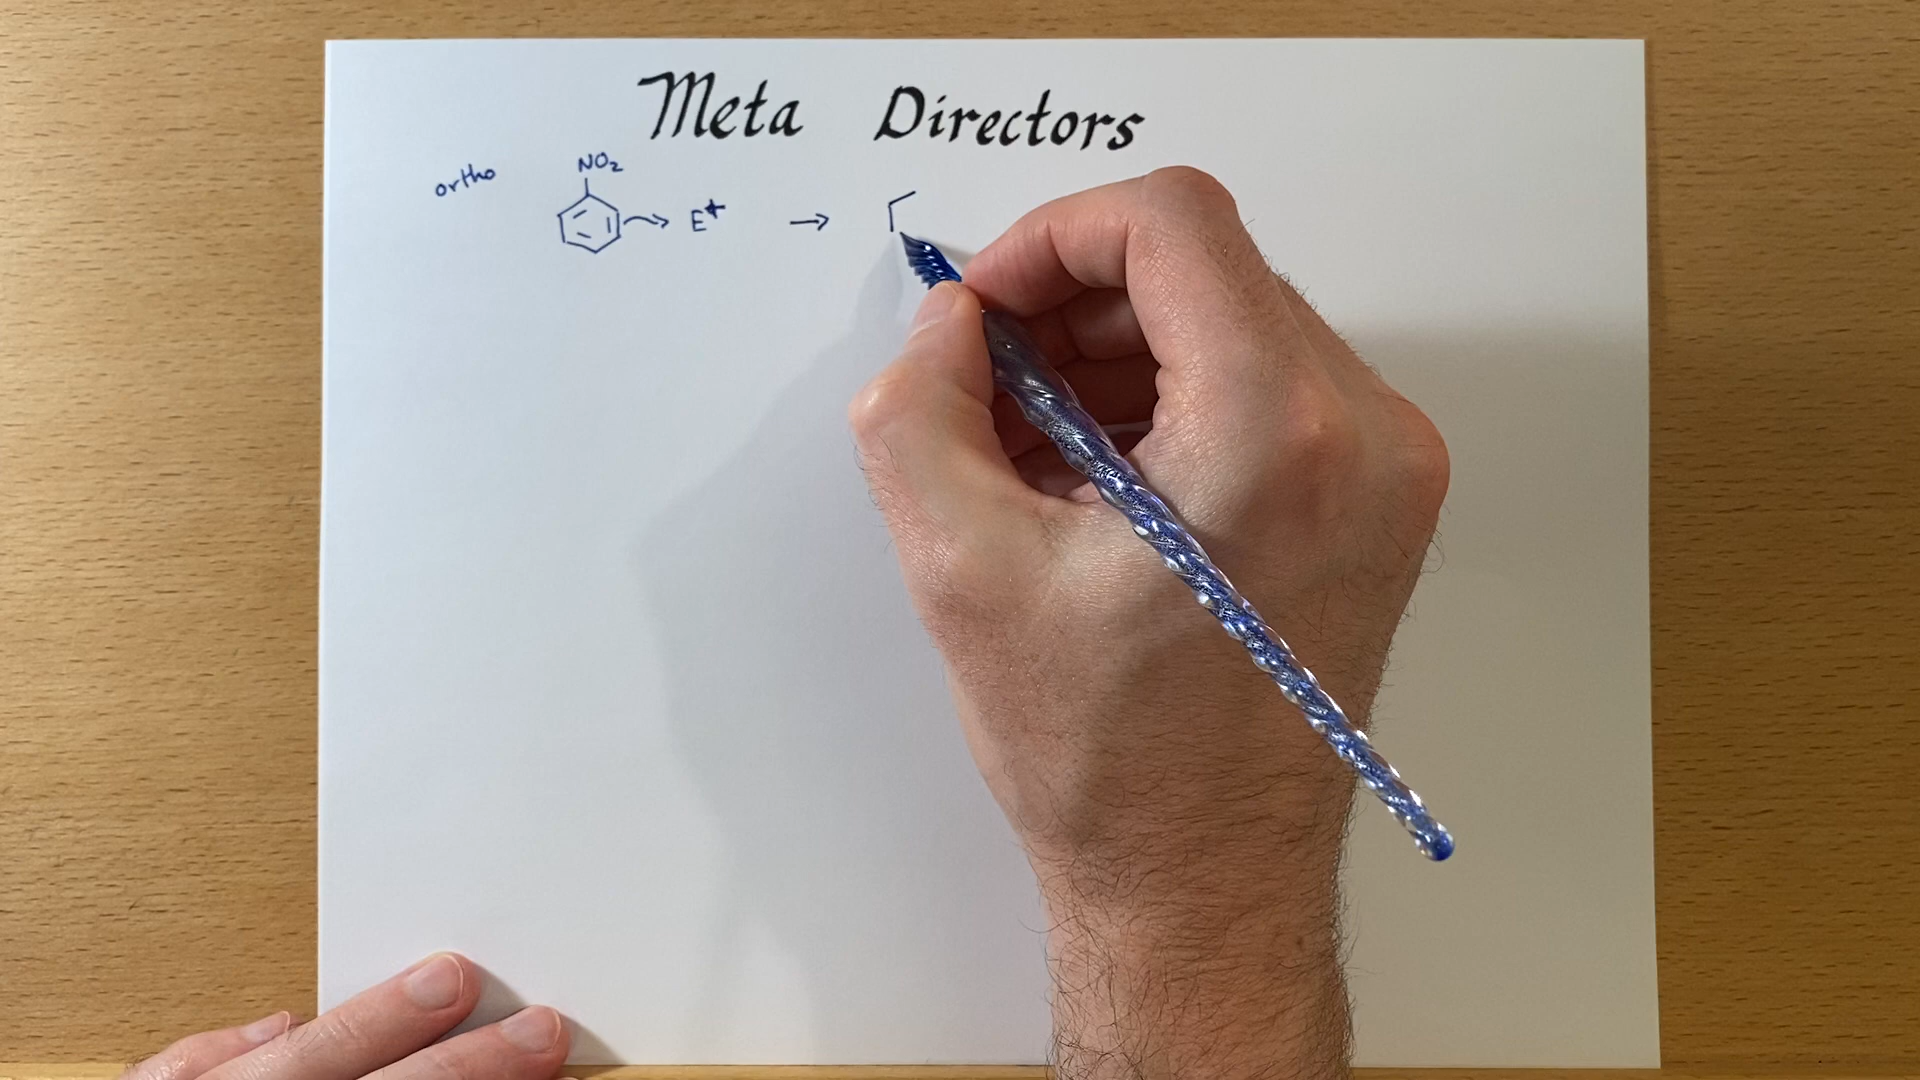 Meta Directors
ortho
NO₂
E⁺ →